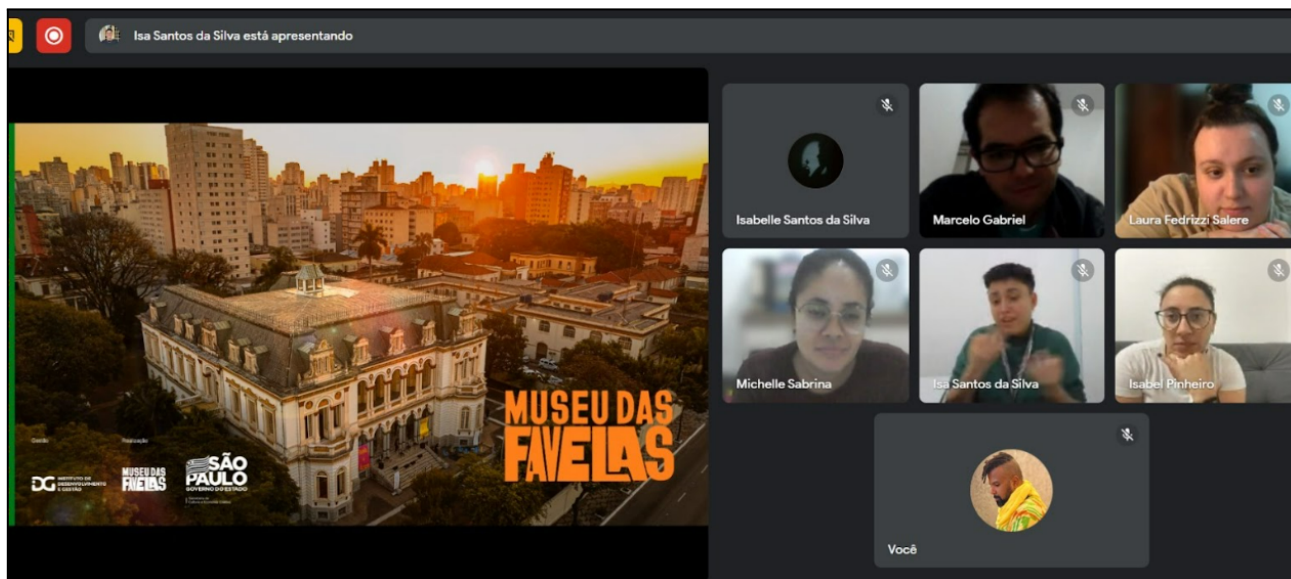 Isa Santos da Silva está apresentando
MUSEU DAS
FAVELAS
Gestão
IDG INSTITUTO DE
DESENVOLVIMENTO
E GESTÃO
Realização
MUSEU DAS
FAVELAS
SÃO
PAULO
GOVERNO DO ESTADO
Isabelle Santos da Silva
Marcelo Gabriel
Laura Fedrizzi Salere
Michelle Sabrina
Isa Santos da Silva
Isabel Pinheiro
Você